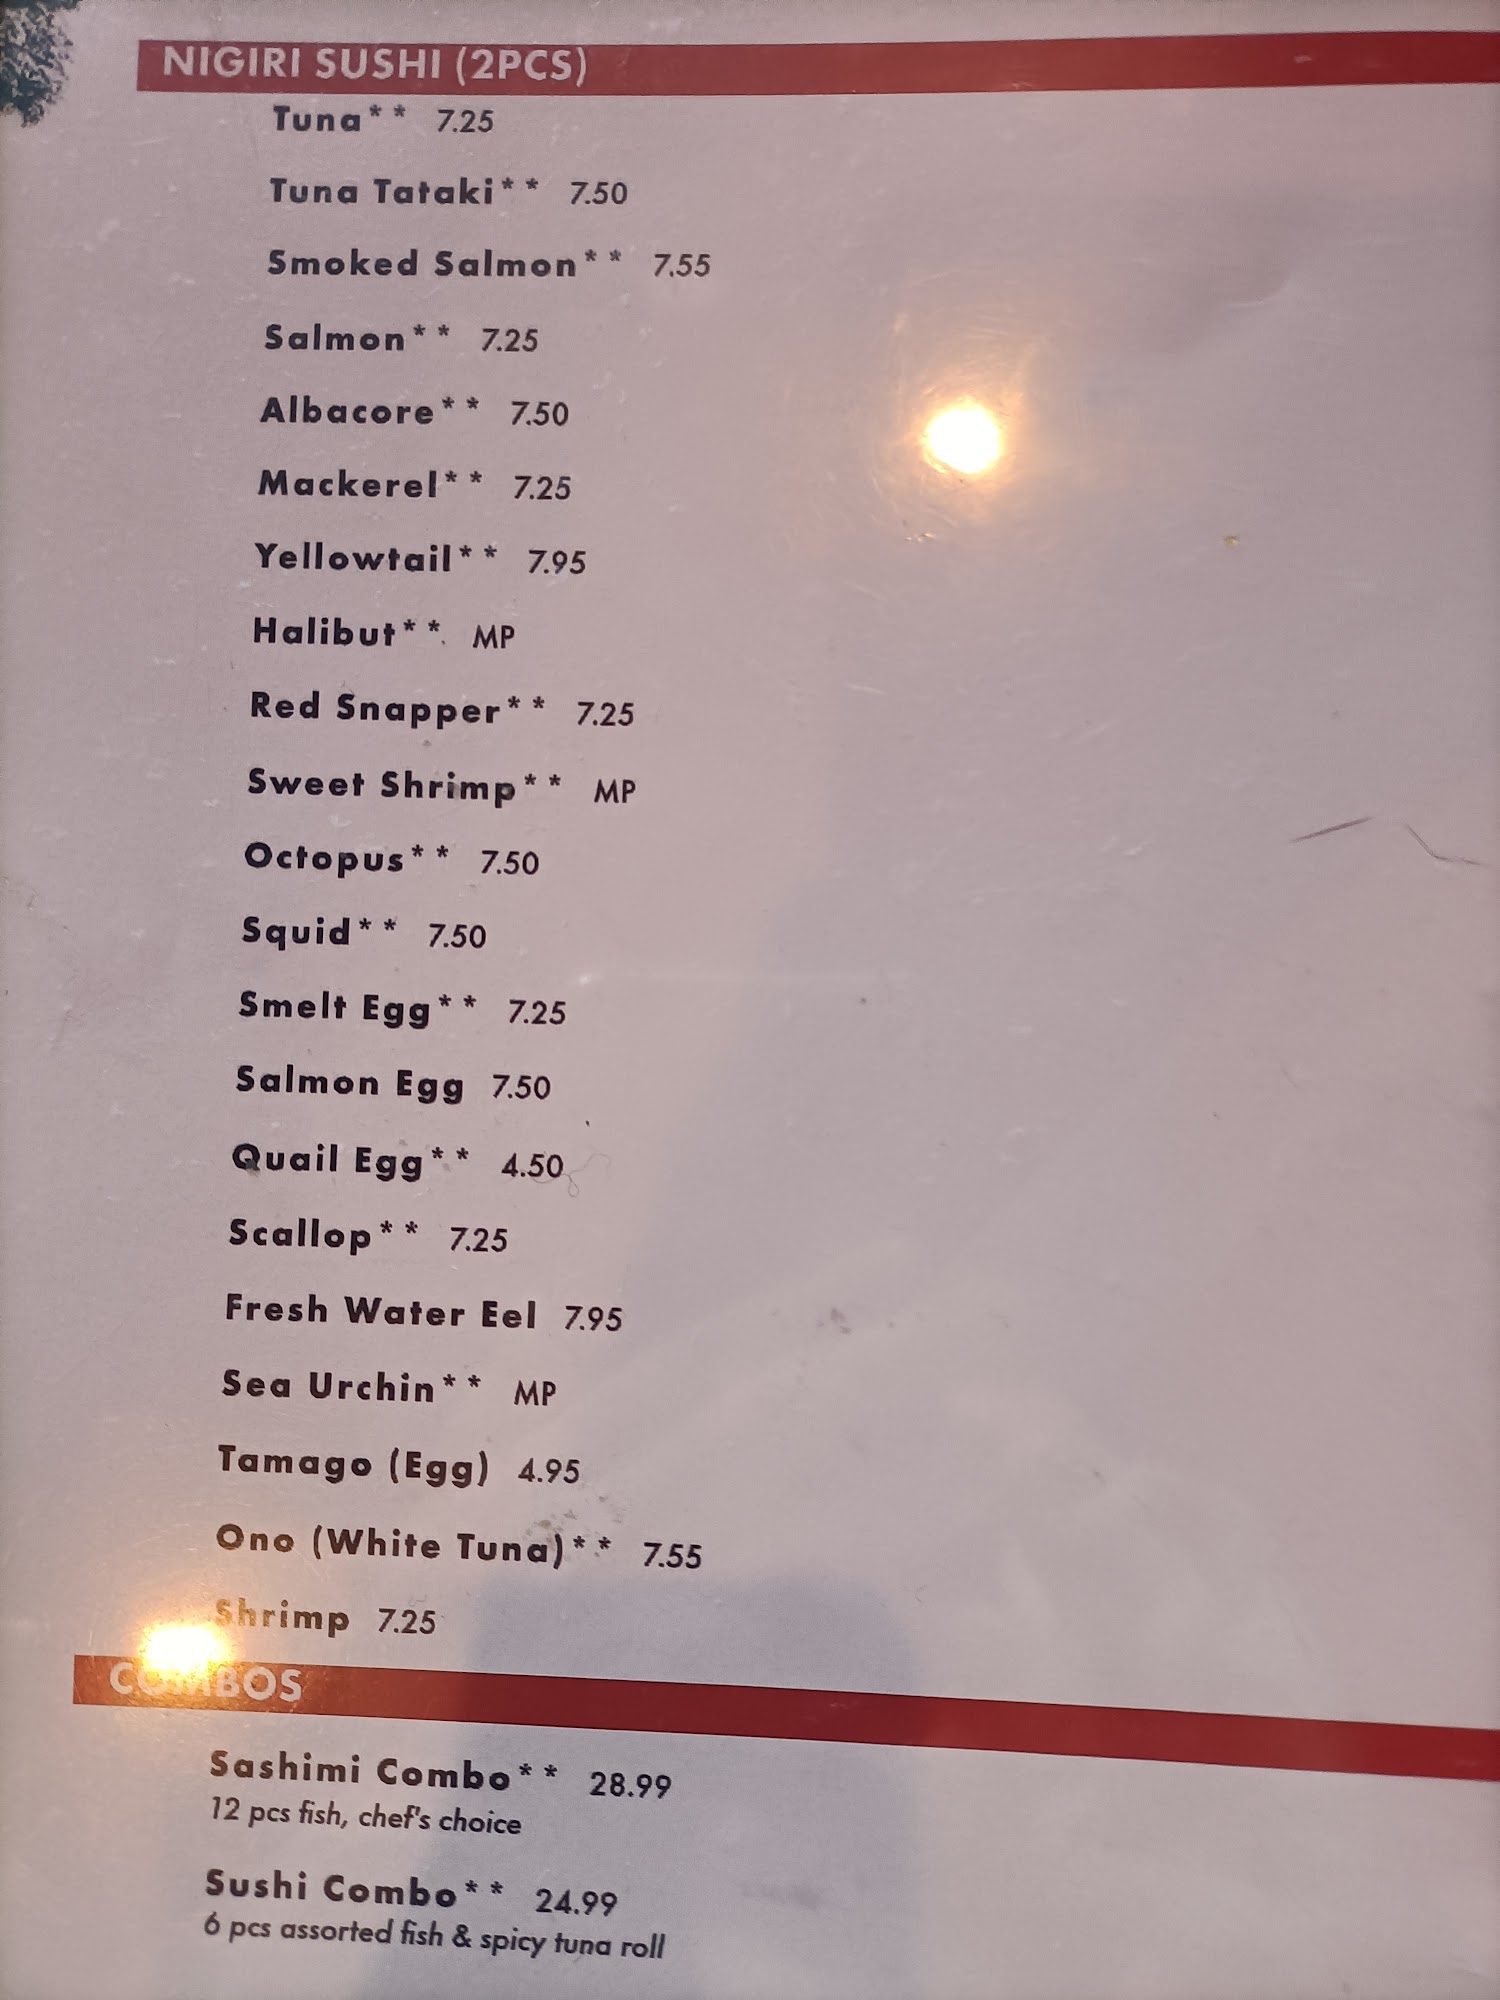 NIGIRI SUSHI (2PCS)
Tuna** 7.25
Tuna Tataki** 7.50
Smoked Salmon** 7.55
Salmon** 7.25
Albacore** 7.50
Mackerel** 7.25
Yellowtail** 7.95
Halibut** MP
Red Snapper** 7.25
Sweet Shrimp** MP
Octopus** 7.50
Squid** 7.50
Smelt Egg** 7.25
Salmon Egg 7.50
Quail Egg** 4.50
Scallop** 7.25
Fresh Water Eel 7.95
Sea Urchin** MP
Tamago (Egg) 4.95
Ono (White Tuna)** 7.55
Shrimp 7.25
COMBOS
Sashimi Combo** 28.99
12 pcs fish, chef's choice
Sushi Combo** 24.99
6 pcs assorted fish & spicy tuna roll